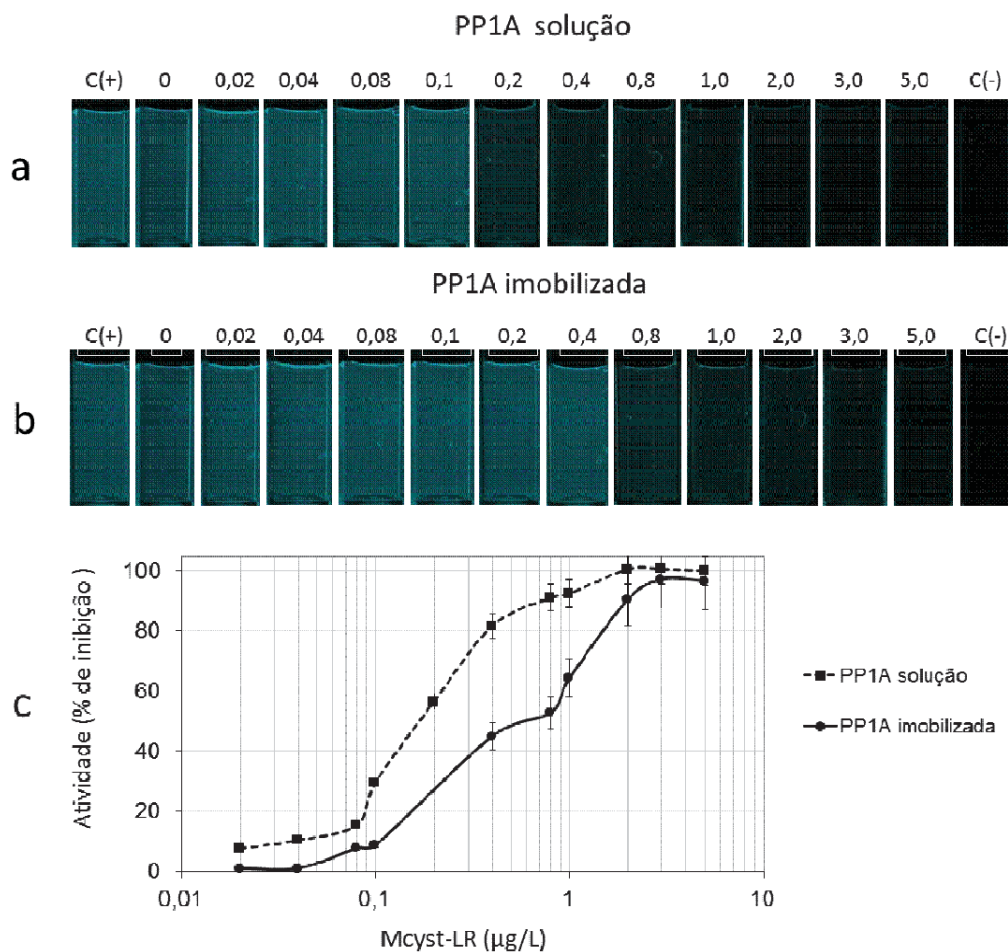 PP1A solução
C(+) 0 0,02 0,04 0,08 0,1 0,2 0,4 0,8 1,0 2,0 3,0 5,0 C(-)
a
PP1A imobilizada
C(+) 0 0,02 0,04 0,08 0,1 0,2 0,4 0,8 1,0 2,0 3,0 5,0 C(-)
b
c
Atividade (% de inibição )
100
80
60
40
20
0
0,01 0,1 1 10
Mcyst-LR (µg/L)
PP1A solução
PP1A imobilizada